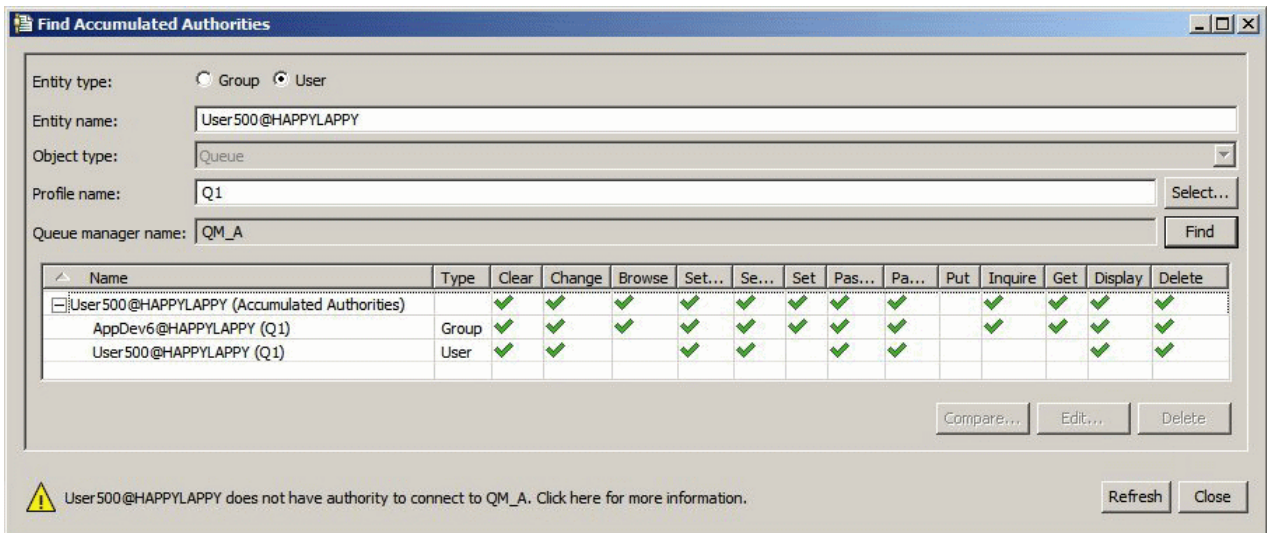 Find Accumulated Authorities
Entity type: Group User
Entity name: User500@HAPPYLAPPY
Object type: Queue
Profile name: Q1 Select...
Queue manager name: QM_A Find
Name Type Clear Change Browse Set... Se... Set Pas... Pa... Put Inquire Get Display Delete
User500@HAPPYLAPPY (Accumulated Authorities)
AppDev6@HAPPYLAPPY (Q1) Group
User500@HAPPYLAPPY (Q1) User
Compare... Edit... Delete
User500@HAPPYLAPPY does not have authority to connect to QM_A. Click here for more information. Refresh Close